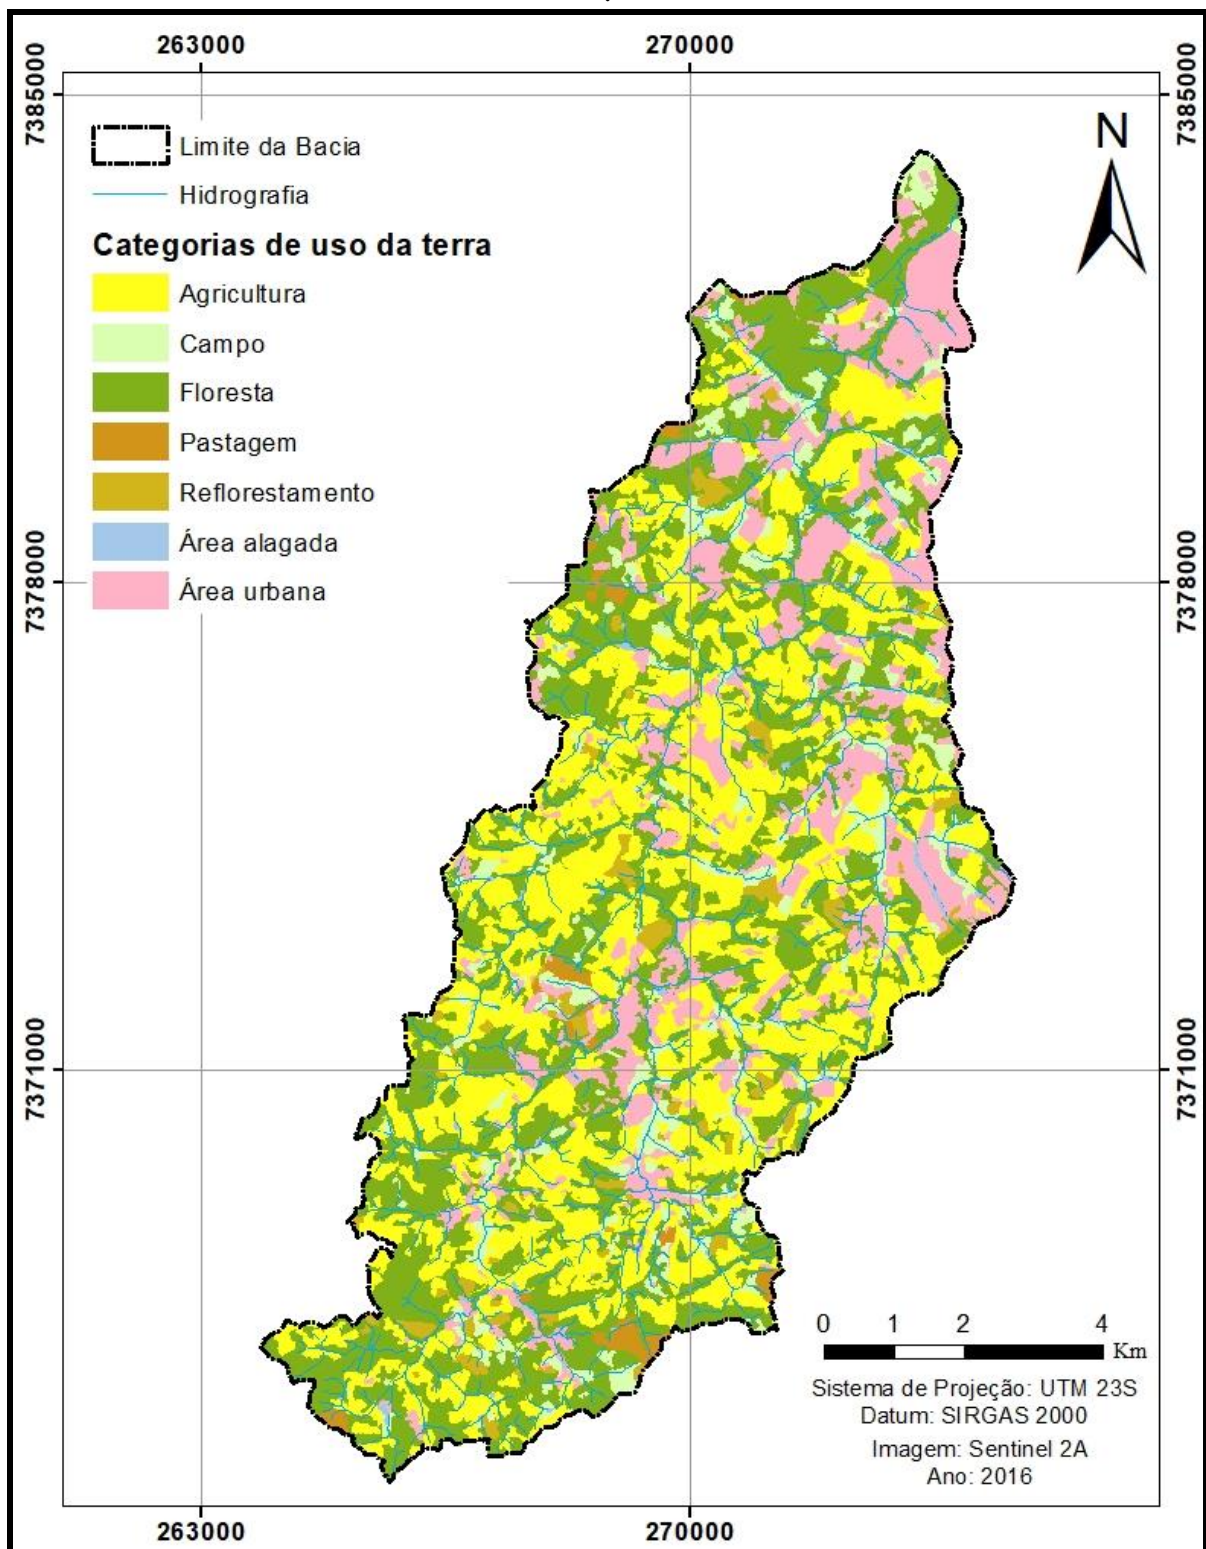 263000 270000
7385000 7385000
N
Limite da Bacia
Hidrografia
Categorias de uso da terra
Agricultura
Campo
Floresta
Pastagem
Reflorestamento
Área alagada
Área urbana
7378000 7378000
7371000 7371000
0 1 2 4
Km
Sistema de Projeção: UTM 23S
Datum: SIRGAS 2000
Imagem: Sentinel 2A
Ano: 2016
263000 270000